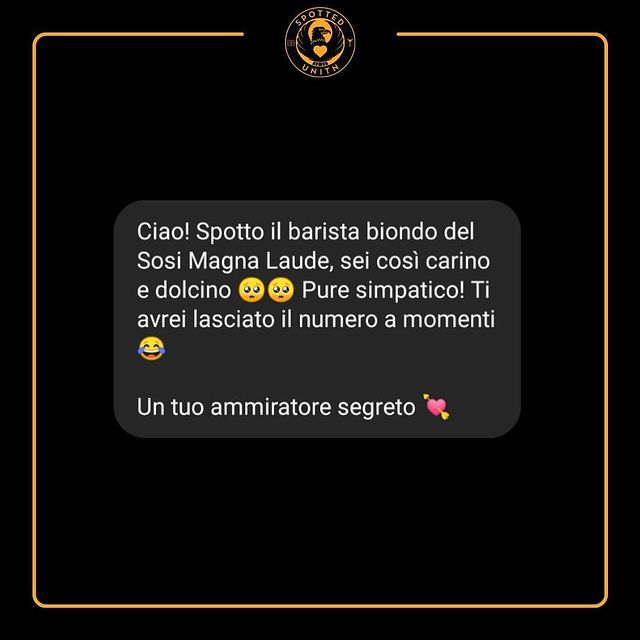 SPOTTED
UNITN
Ciao! Spotto il barista biondo del
Sosi Magna Laude, sei così carino
e dolcino 🥺🥺 Pure simpatico! Ti
avrei lasciato il numero a momenti
😂
Un tuo ammiratore segreto 💘